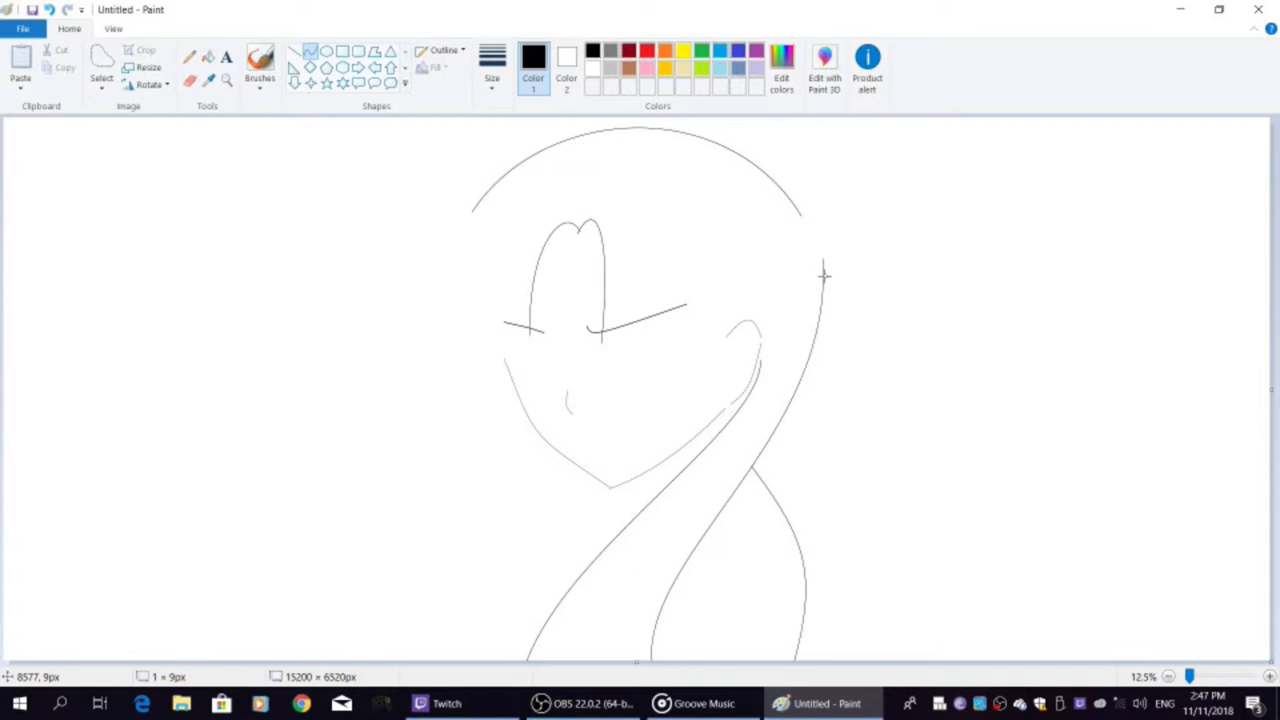 Untitled - Paint
File Home View
Cut
Copy
Paste
Clipboard
Select
Crop
Resize
Rotate
Image
Tools
A
Brushes
Shapes
Outline
Fill
Size
Color 1
Color 2
Colors
Edit colors
Edit with Paint 3D
Product alert
8577, 9px
1 × 9px
15200 × 6520px
12.5%
Twitch
OBS 22.0.2 (64-b...
Groove Music
Untitled - Paint
ENG
2:47 PM
11/11/2018
3